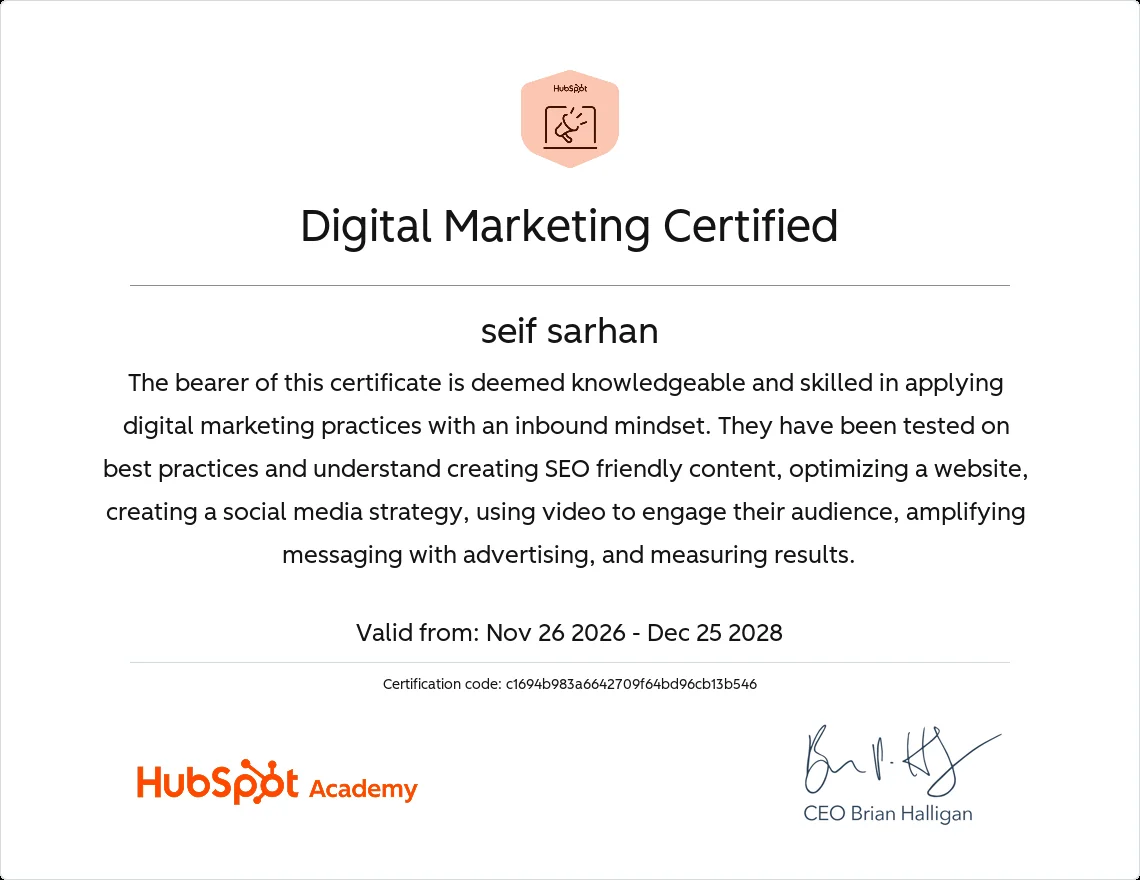 HubSpot
Digital Marketing Certified
seif sarhan
The bearer of this certificate is deemed knowledgeable and skilled in applying
digital marketing practices with an inbound mindset. They have been tested on
best practices and understand creating SEO friendly content, optimizing a website,
creating a social media strategy, using video to engage their audience, amplifying
messaging with advertising, and measuring results.
Valid from: Nov 26 2026 - Dec 25 2028
Certification code: c1694b983a6642709f64bd96cb13b546
HubSpot Academy
CEO Brian Halligan